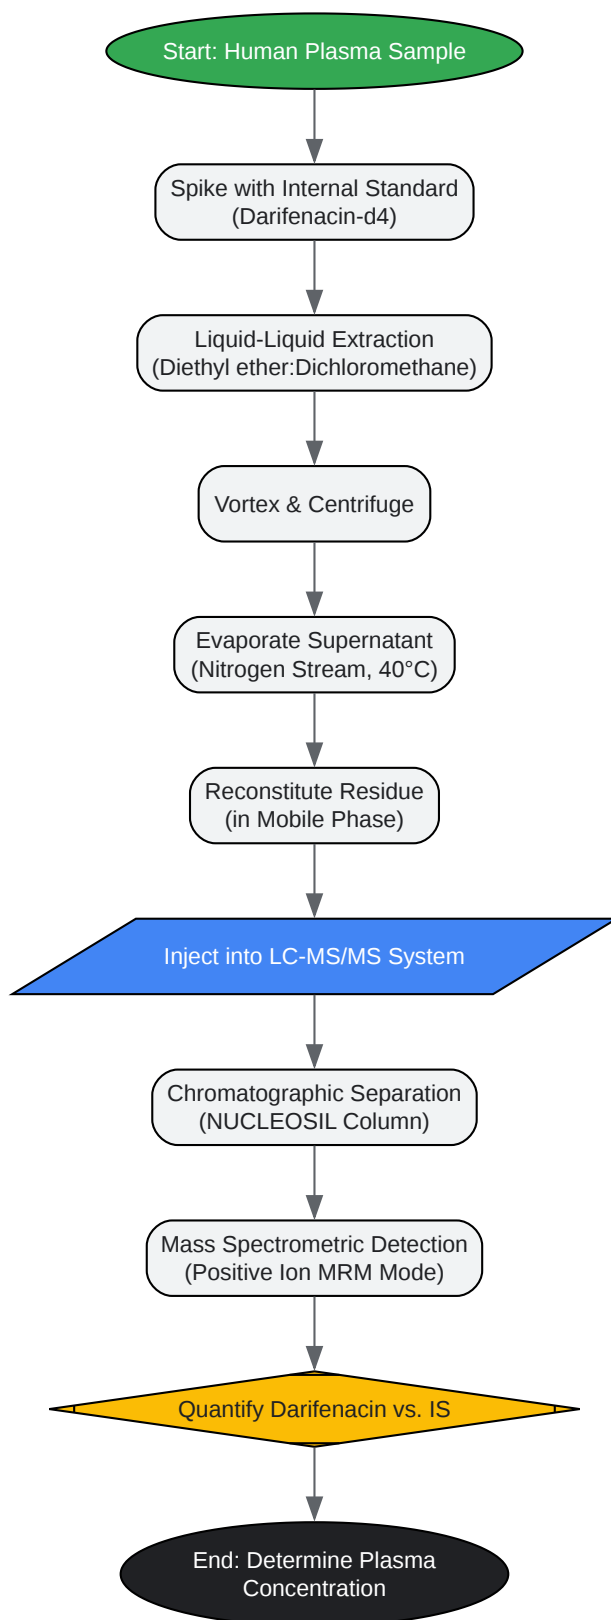 Start: Human Plasma Sample
Spike with Internal Standard
(Darifenacin-d4)
Liquid-Liquid Extraction
(Diethyl ether:Dichloromethane)
Vortex & Centrifuge
Evaporate Supernatant
(Nitrogen Stream, 40°C)
Reconstitute Residue
(in Mobile Phase)
Inject into LC-MS/MS System
Chromatographic Separation
(NUCLEOSIL Column)
Mass Spectrometric Detection
(Positive Ion MRM Mode)
Quantify Darifenacin vs. IS
End: Determine Plasma
Concentration